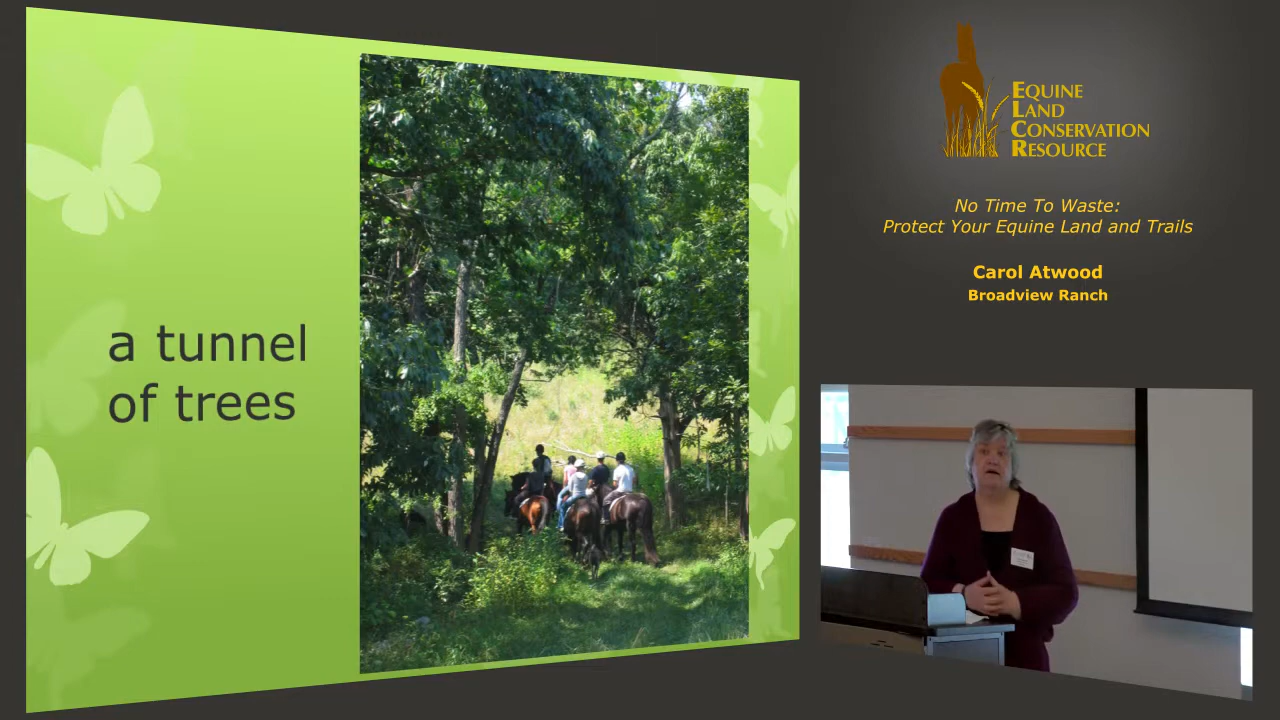 a tunnel
of trees
EQUINE
LAND
CONSERVATION
RESOURCE
No Time To Waste:
Protect Your Equine Land and Trails
Carol Atwood
Broadview Ranch